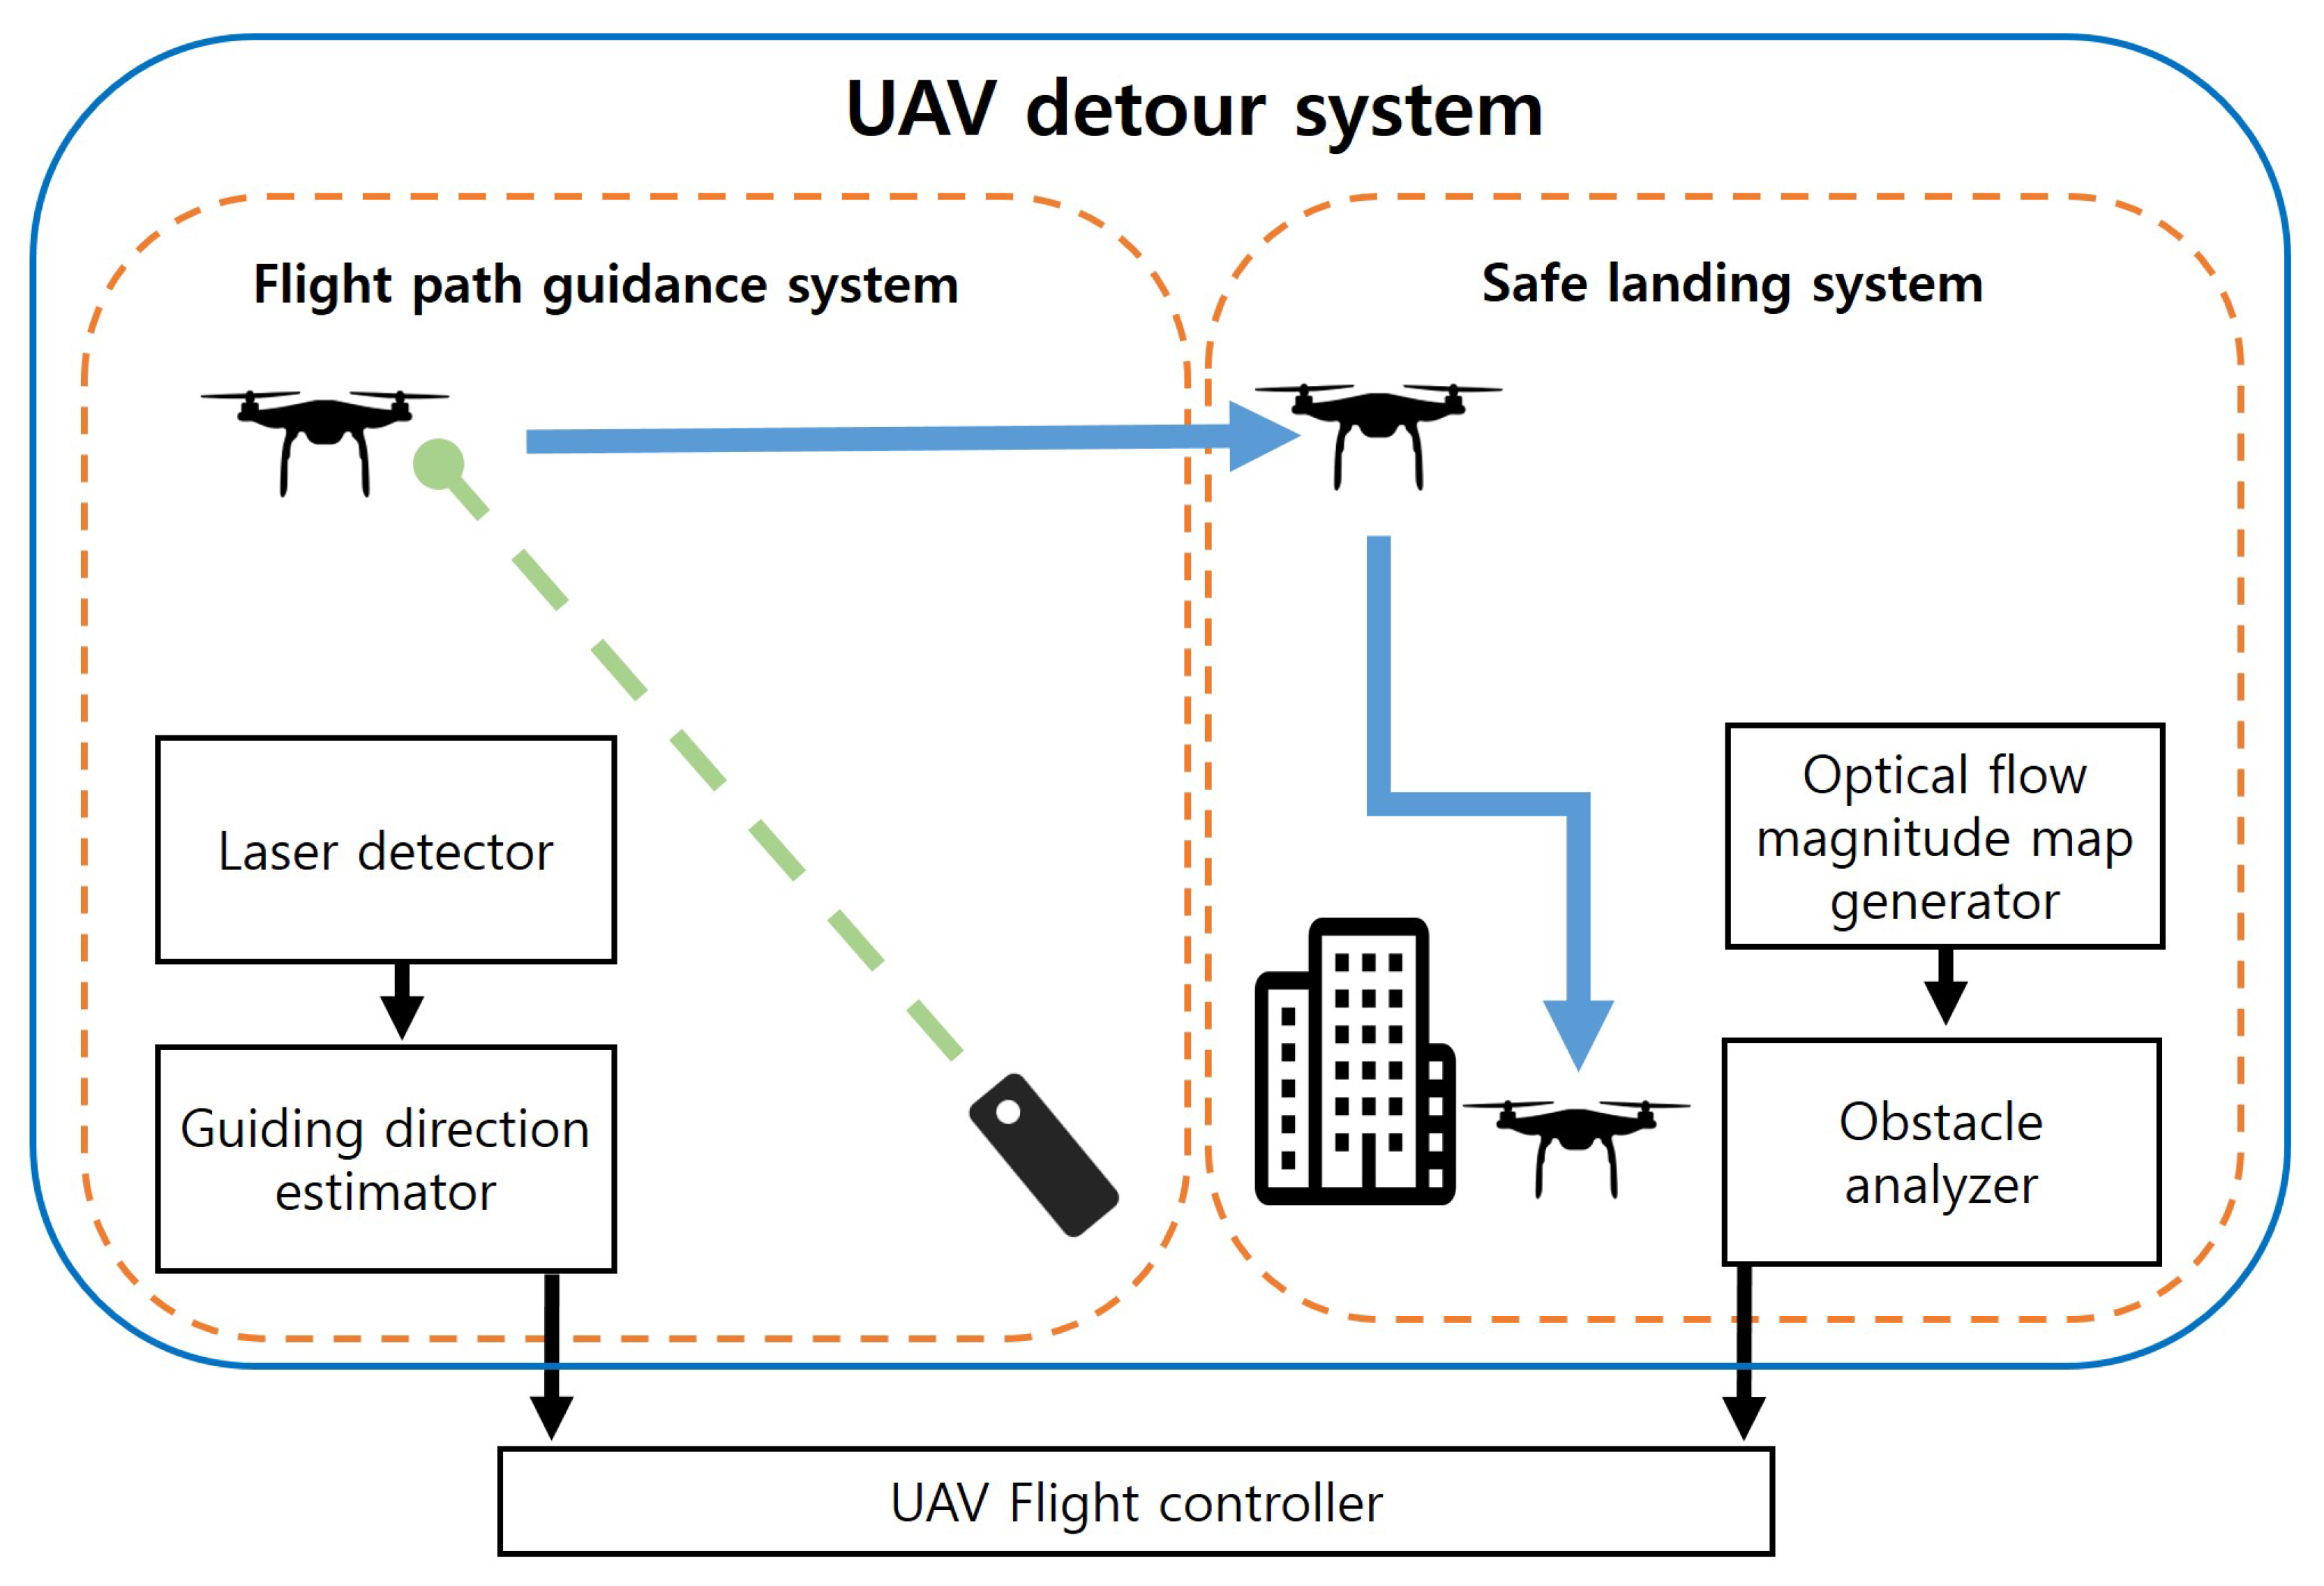 UAV detour system
Flight path guidance system
Safe landing system
Laser detector
Guiding direction
estimator
Optical flow
magnitude map
generator
Obstacle
analyzer
UAV Flight controller